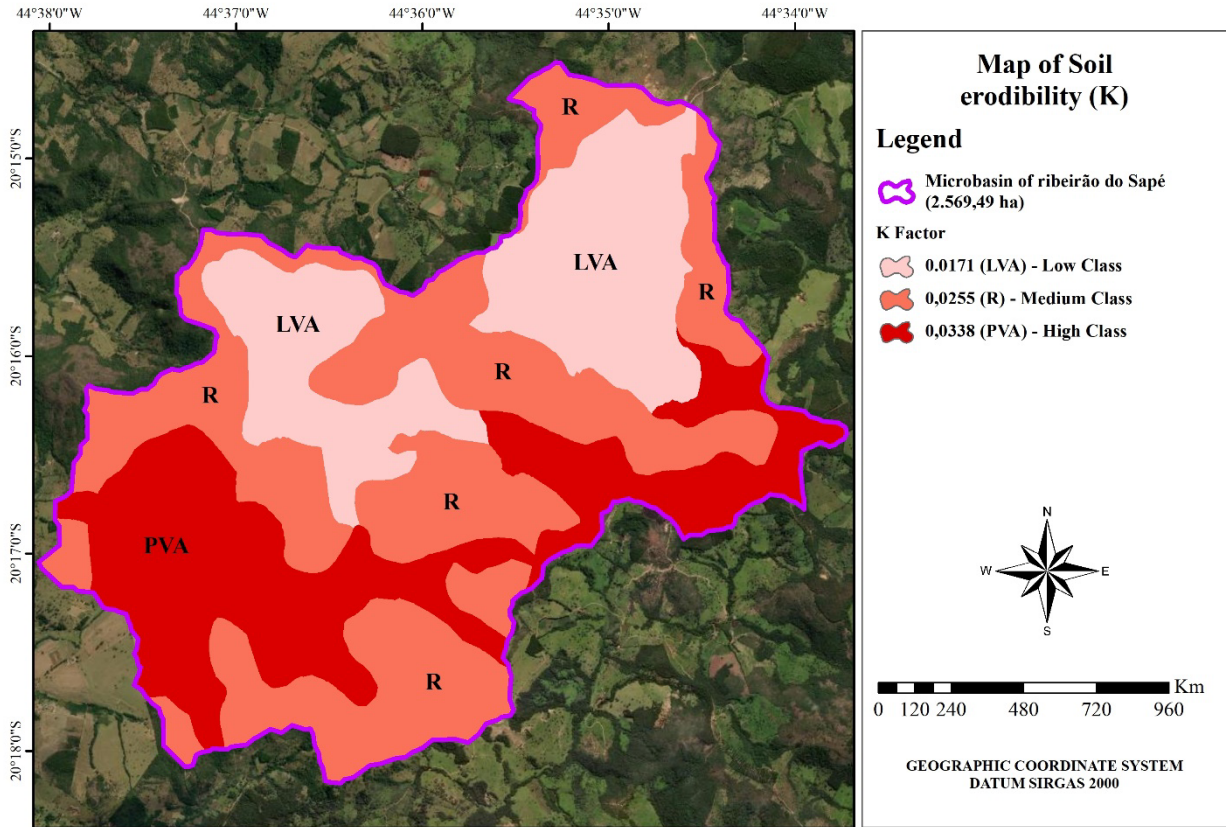 44°38'0"W 44°37'0"W 44°36'0"W 44°35'0"W 44°34'0"W
20°15'0"S
20°16'0"S
20°17'0"S
20°18'0"S
R
LVA
R
LVA
R
R
R
PVA
R
Map of Soil
erodibility (K)
Legend
Microbasin of ribeirão do Sapé
(2.569,49 ha)
K Factor
0.0171 (LVA) - Low Class
0,0255 (R) - Medium Class
0,0338 (PVA) - High Class
N
W E
S
Km
0 120 240 480 720 960
GEOGRAPHIC COORDINATE SYSTEM
DATUM SIRGAS 2000